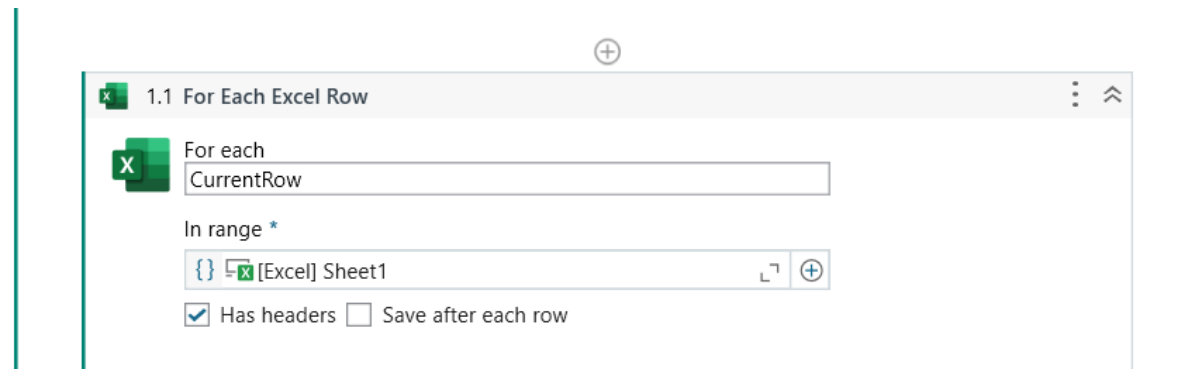 1.1 For Each Excel Row
For each
CurrentRow
In range *
{} [Excel] Sheet1
Has headers Save after each row